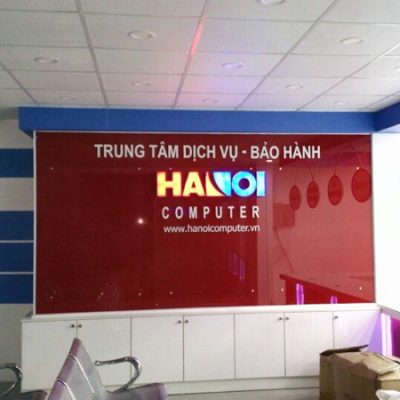 TRUNG TÂM DỊCH VỤ - BẢO HÀNH
HANOI
COMPUTER
www.hanoicomputer.vn